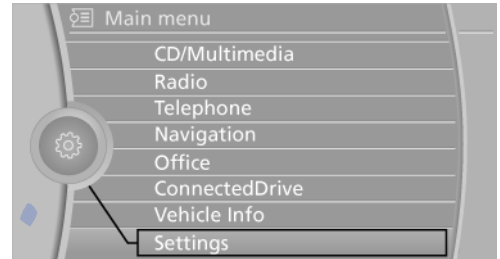 Main menu
CD/Multimedia
Radio
Telephone
Navigation
Office
ConnectedDrive
Vehicle Info
Settings